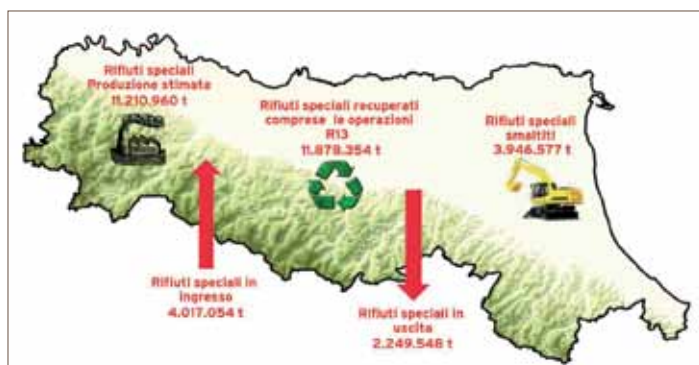 Rifiuti speciali
Produzione stimata
11.210.960 t
Rifiuti speciali recuperati
comprese le operazioni
R13
11.878.354 t
Rifiuti speciali
smaltiti
3.946.577 t
Rifiuti speciali in
ingresso
4.017.054 t
Rifiuti speciali in
uscita
2.249.548 t